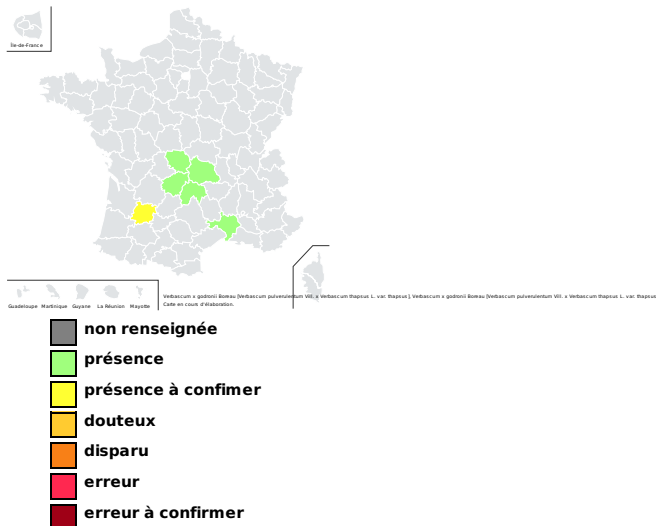 Île-de-France
Guadeloupe Martinique Guyane La Réunion Mayotte
Verbascum x godronii Boreau [Verbascum pulverulentum Vill. x Verbascum thapsus L. var. thapsus], Verbascum x godronii Boreau [Verbascum pulverulentum Vill. x Verbascum thapsus L. var. thapsus
Carte en cours d'élaboration.
non renseignée
présence
présence à confimer
douteux
disparu
erreur
erreur à confirmer